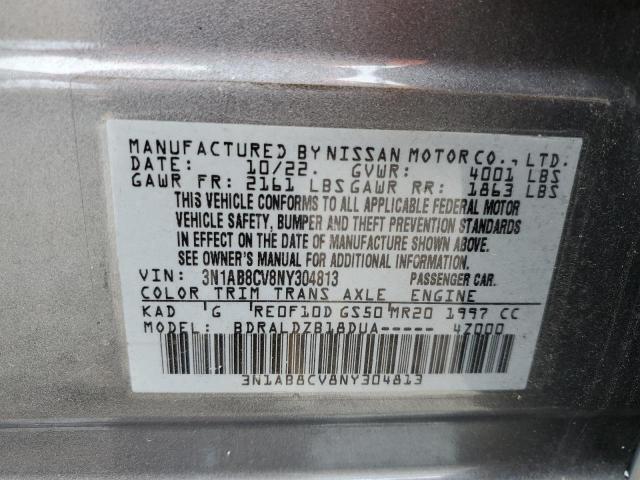 MANUFACTURED BY NISSAN MOTOR CO., LTD.
DATE: 10/22. GVWR: 4001 LBS
GAWR FR: 2161 LBS GAWR RR: 1863 LBS
THIS VEHICLE CONFORMS TO ALL APPLICABLE FEDERAL MOTOR
VEHICLE SAFETY, BUMPER AND THEFT PREVENTION STANDARDS
IN EFFECT ON THE DATE OF MANUFACTURE SHOWN ABOVE.
SEE OWNER'S MANUAL FOR ADDITIONAL INFORMATION.
VIN: 3N1AB8CV8NY304813 PASSENGER CAR.
COLOR TRIM TRANS AXLE ENGINE
KAD G RE0F10D GS50 MR20 1997 CC
MODEL: BDRALDZB18DUA----- 4Z000
3N1AB8CV8NY304813